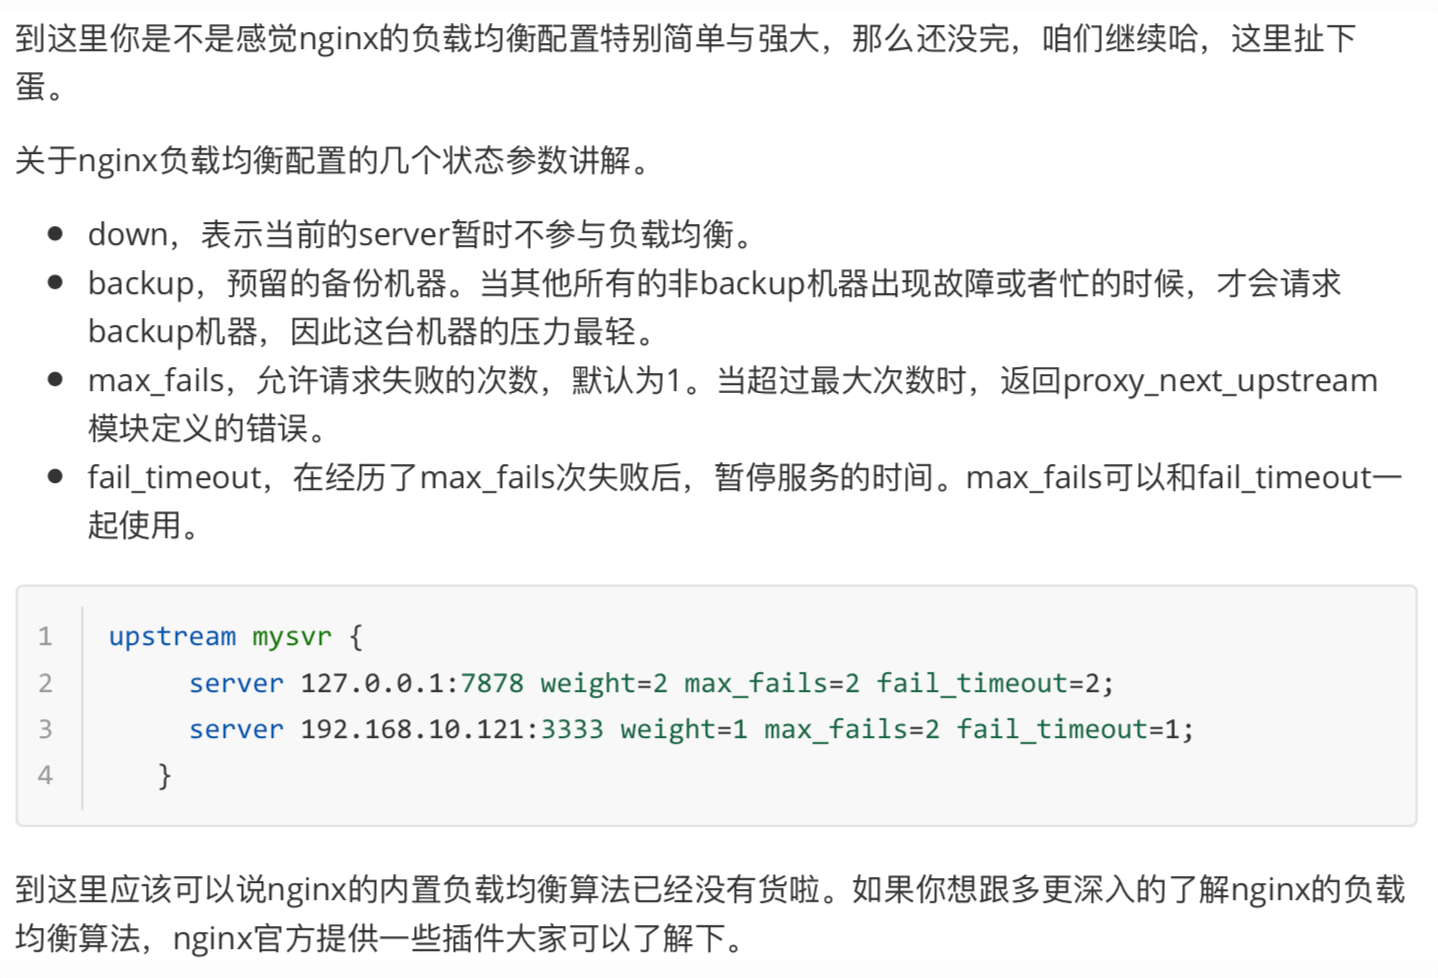 到这里你是不是感觉nginx的负载均衡配置特别简单与强大，那么还没完，咱们继续哈，这里扯下
蛋。
关于nginx负载均衡配置的几个状态参数讲解。
● down，表示当前的server暂时不参与负载均衡。
● backup，预留的备份机器。当其他所有的非backup机器出现故障或者忙的时候，才会请求
backup机器，因此这台机器的压力最轻。
● max_fails，允许请求失败的次数，默认为1。当超过最大次数时，返回proxy_next_upstream
模块定义的错误。
● fail_timeout，在经历了max_fails次失败后，暂停服务的时间。max_fails可以和fail_timeout一
起使用。
1 upstream mysvr {
2 server 127.0.0.1:7878 weight=2 max_fails=2 fail_timeout=2;
3 server 192.168.10.121:3333 weight=1 max_fails=2 fail_timeout=1;
4 }
到这里应该可以说nginx的内置负载均衡算法已经没有货啦。如果你想跟多更深入的了解nginx的负载
均衡算法，nginx官方提供一些插件大家可以了解下。